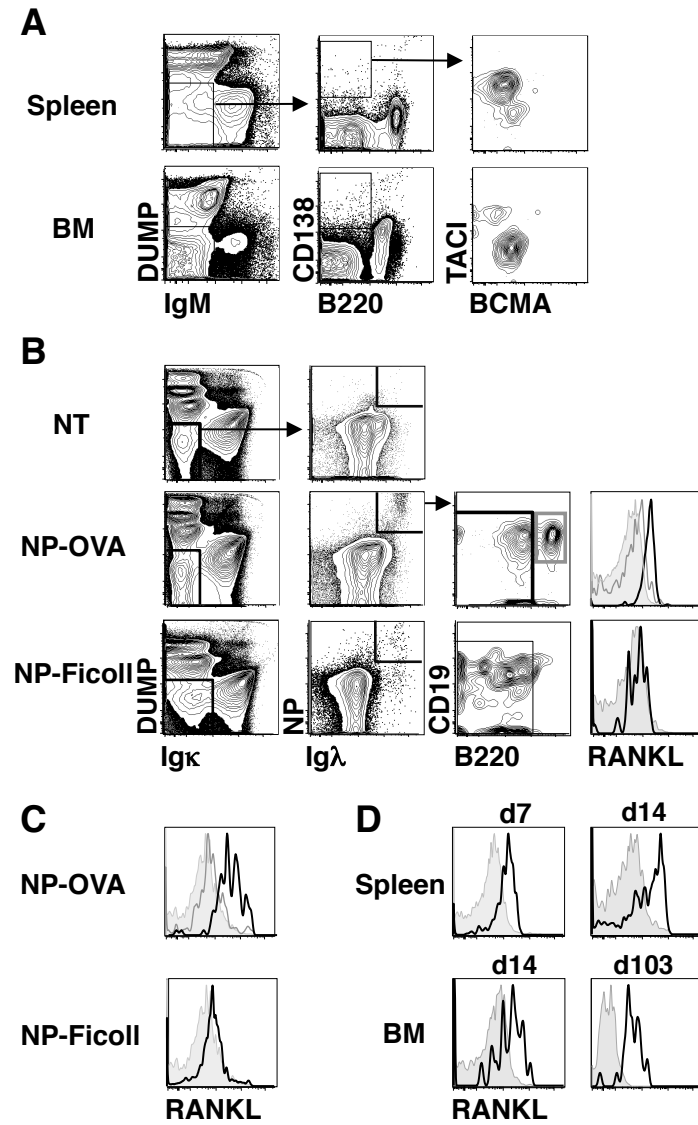 A
Spleen
BM
DUMP
CD138
TACI
IgM
B220
BCMA
B
NT
NP-OVA
NP-Ficoll
DUMP
NP
CD19
Igκ
Igλ
B220
RANKL
C
D
d7
d14
NP-OVA
Spleen
d14
d103
NP-Ficoll
BM
RANKL
RANKL